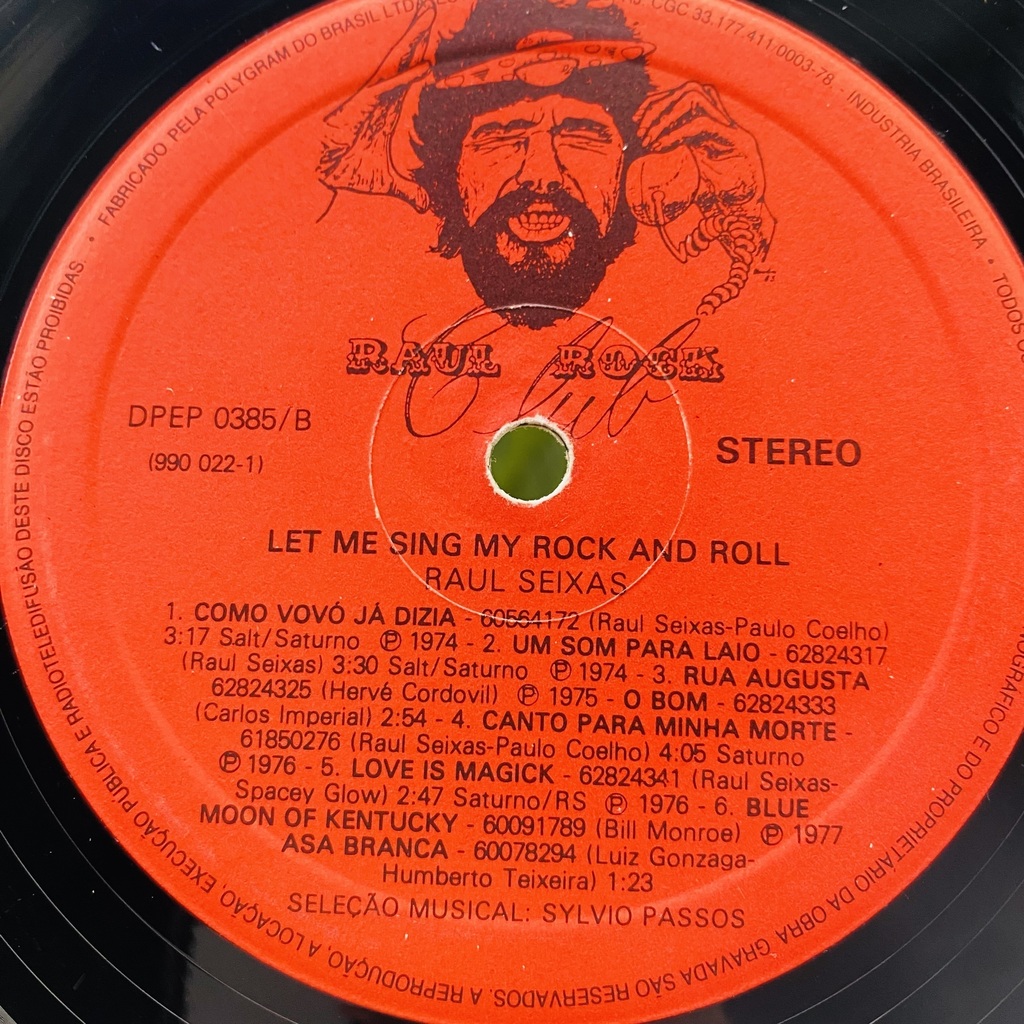 FABRICADO PELA POLYGRAM DO BRASIL LTDA.
CGC 33.177.411/0003-78. - INDUSTRIA BRASILEIRA • TODOS
RAUL ROCK
Club
DPEP 0385/B
(990 022-1)
STEREO
LET ME SING MY ROCK AND ROLL
RAUL SEIXAS
1. COMO VOVÓ JÁ DIZIA - 60564172 (Raul Seixas-Paulo Coelho)
3:17 Salt/Saturno Ⓟ 1974 - 2. UM SOM PARA LAIO - 62824317
(Raul Seixas) 3:30 Salt/Saturno Ⓟ 1974 - 3. RUA AUGUSTA
62824325 (Hervé Cordovil) Ⓟ 1975 - O BOM - 62824333
(Carlos Imperial) 2:54 - 4. CANTO PARA MINHA MORTE -
61850276 (Raul Seixas-Paulo Coelho) 4:05 Saturno
Ⓟ 1976 - 5. LOVE IS MAGICK - 62824341 (Raul Seixas-
Spacey Glow) 2:47 Saturno/RS Ⓟ 1976 - 6. BLUE
MOON OF KENTUCKY - 60091789 (Bill Monroe) Ⓟ 1977
ASA BRANCA - 60078294 (Luiz Gonzaga-
Humberto Teixeira) 1:23
SELEÇÃO MUSICAL: SYLVIO PASSOS
E DO PROPRIETÁRIO DA OBRA GRAVADA SÃO RESERVADOS. A REPRODUÇÃO, A LOCAÇÃO, EXECUÇÃO PÚBLICA E RADIOTELEDIFUSÃO DESTE DISCO ESTÃO PROIBIDAS •